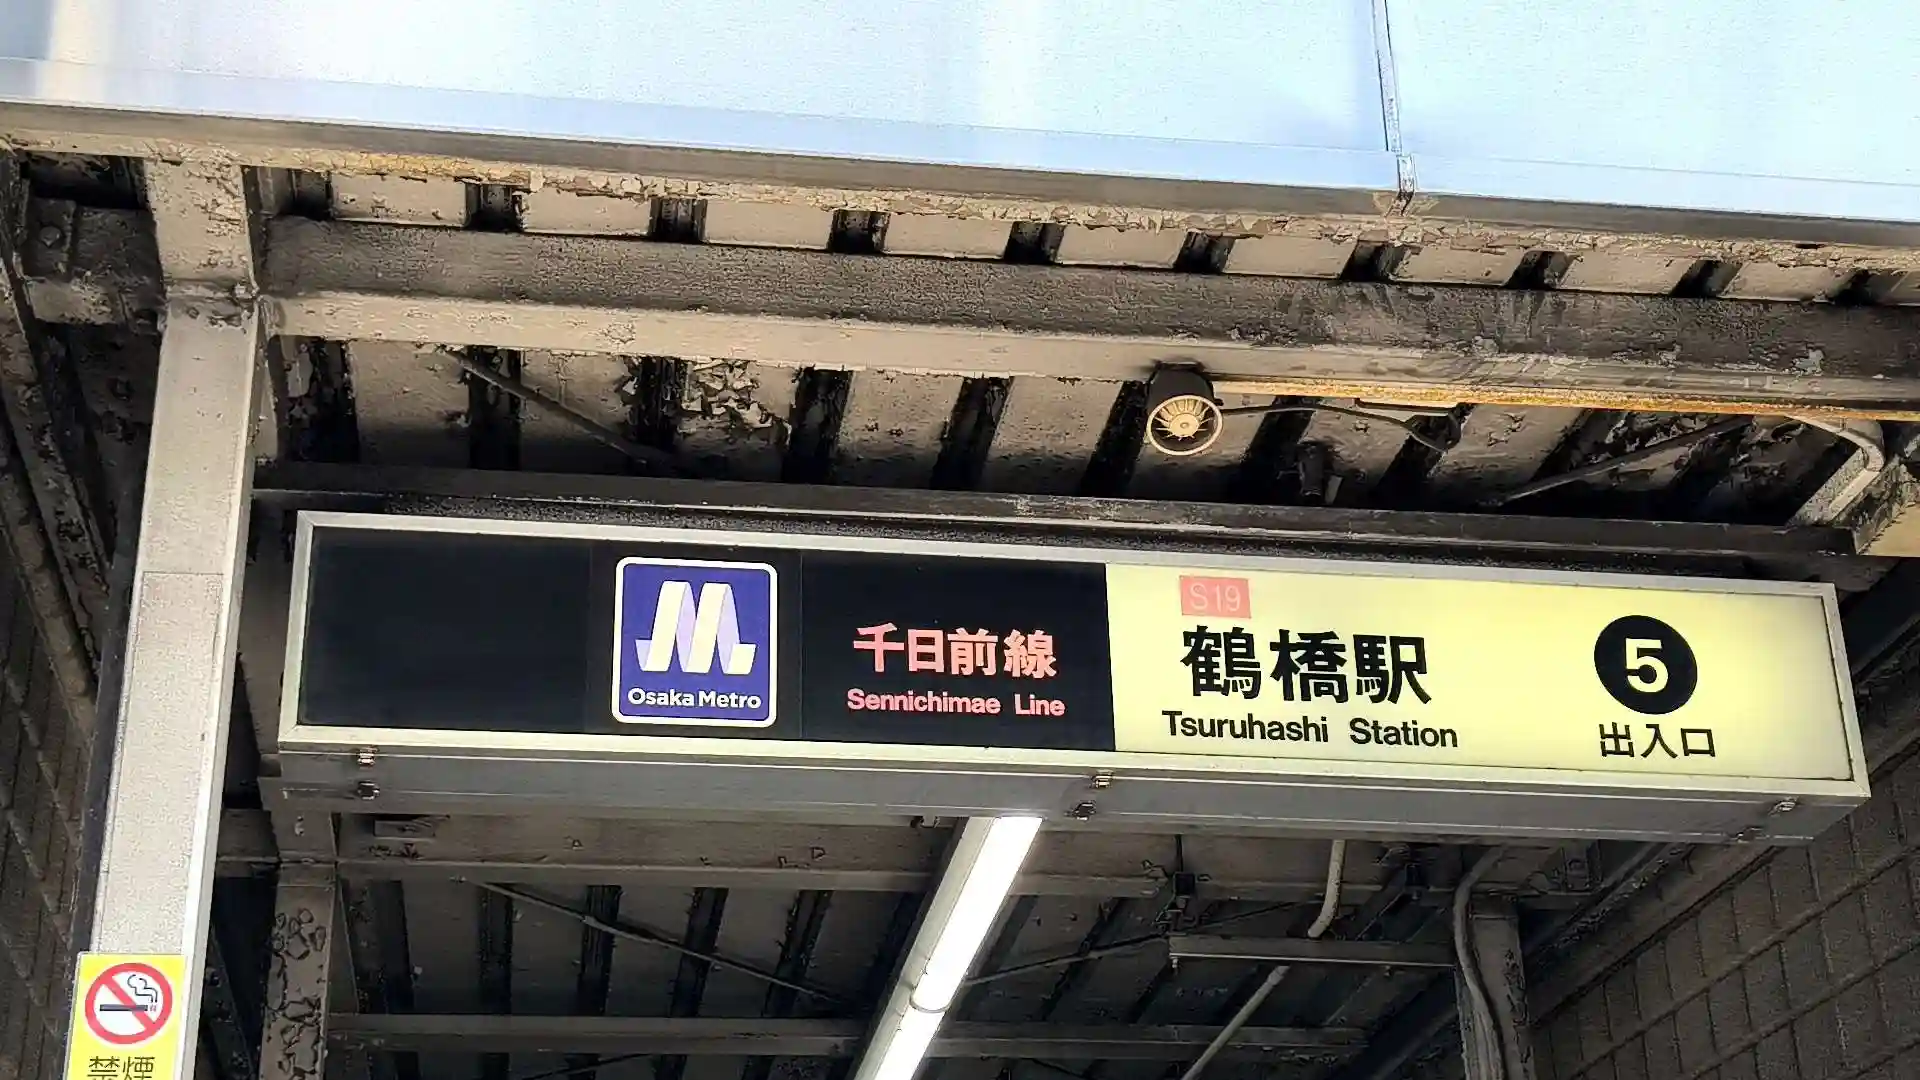 Osaka Metro
千日前線
Sennichimae Line
S19
鶴橋駅
Tsuruhashi Station
5
出入口
禁煙